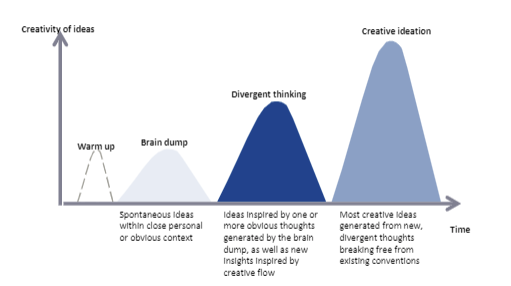 Creativity of ideas
Creative ideation
Divergent thinking
Brain dump
Warm up
Spontaneous ideas
within close personal
or obvious context
Ideas inspired by one or
more obvious thoughts
generated by the brain
dump, as well as new
insights inspired by
creative flow
Most creative ideas
generated from new,
divergent thoughts
breaking free from
existing conventions
Time